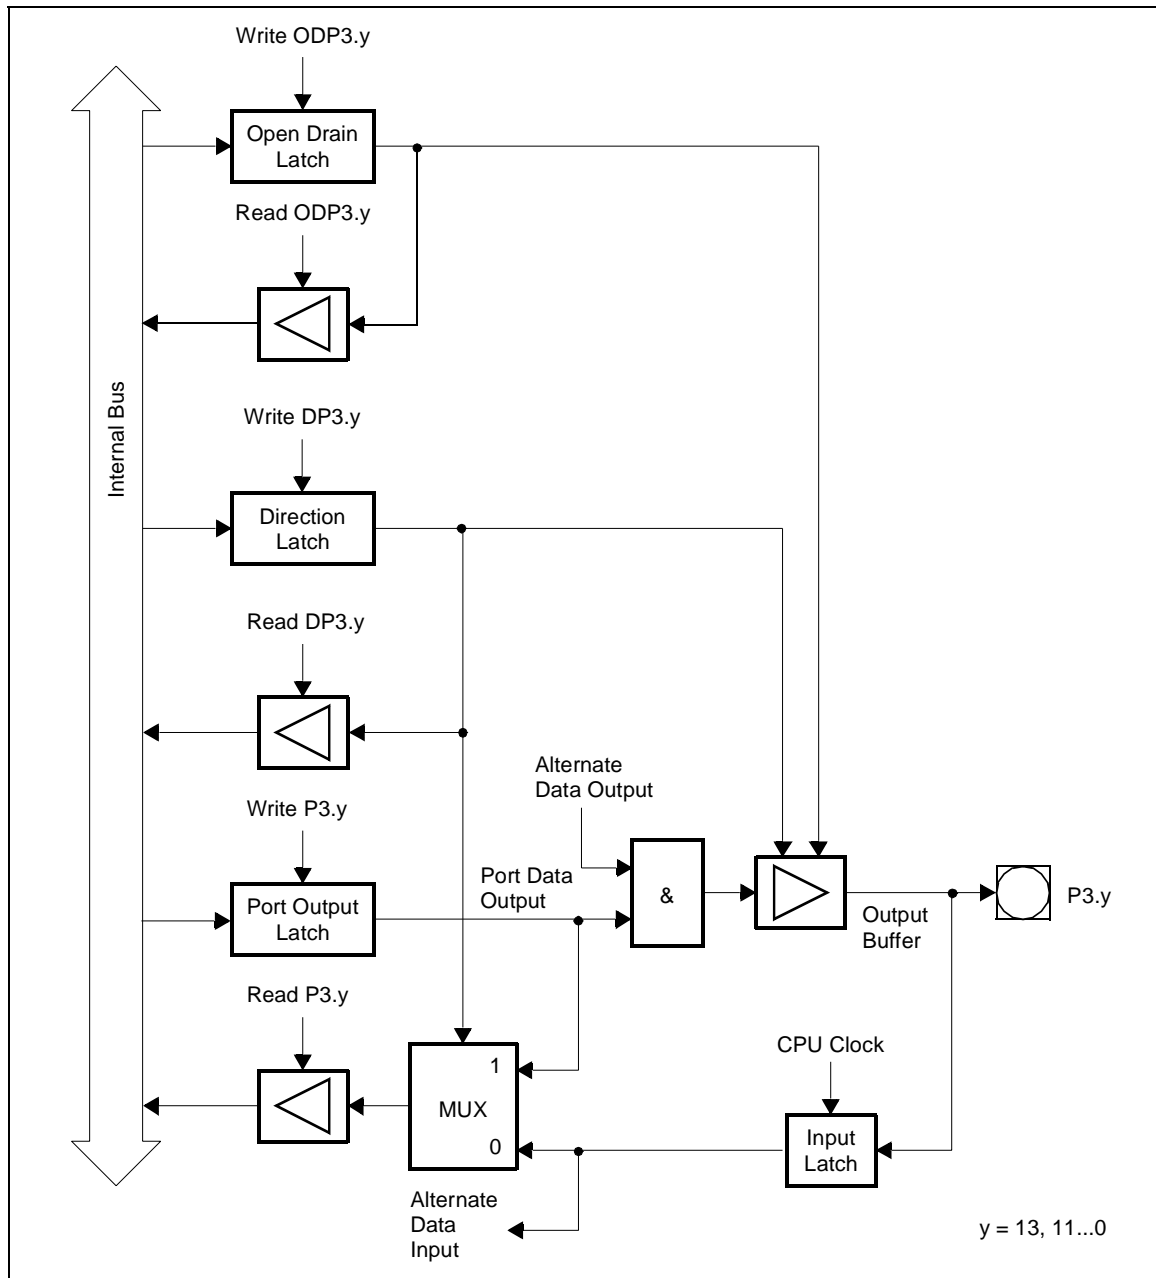 Write ODP3.y
Open Drain
Latch
Read ODP3.y
Internal Bus
Write DP3.y
Direction
Latch
Read DP3.y
Alternate
Data Output
Write P3.y
Port Data
Output
&
Port Output
Latch
Output
Buffer
P3.y
Read P3.y
CPU Clock
1
MUX
0
Input
Latch
Alternate
Data
Input
y = 13, 11...0